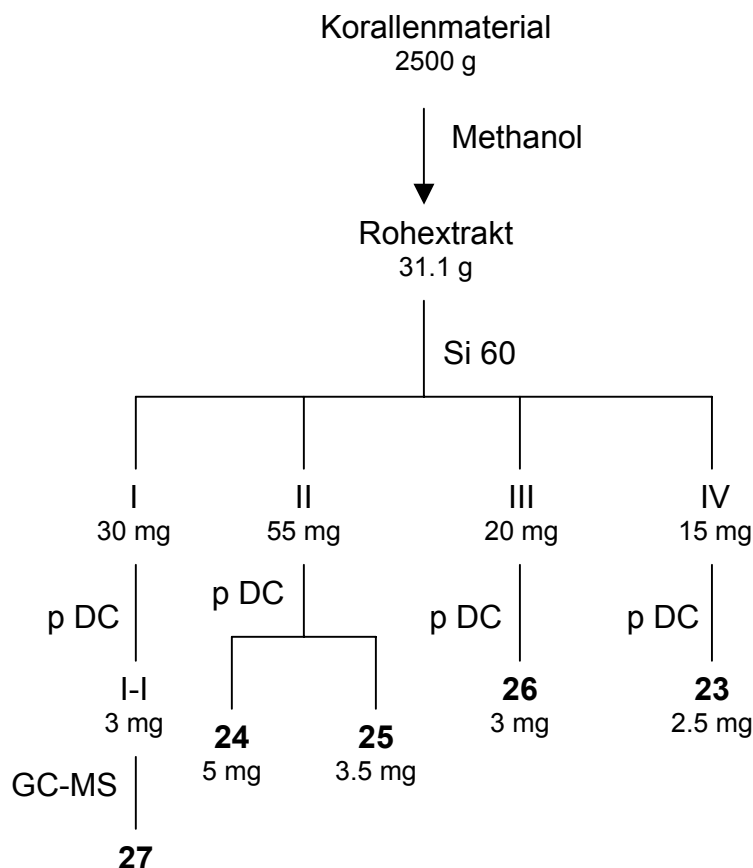 Korallenmaterial
2500 g
Methanol
Rohextrakt
31.1 g
Si 60
I II III IV
30 mg 55 mg 20 mg 15 mg
p DC p DC p DC p DC
I-I 26 23
3 mg 24 25 3 mg 2.5 mg
5 mg 3.5 mg
GC-MS
27